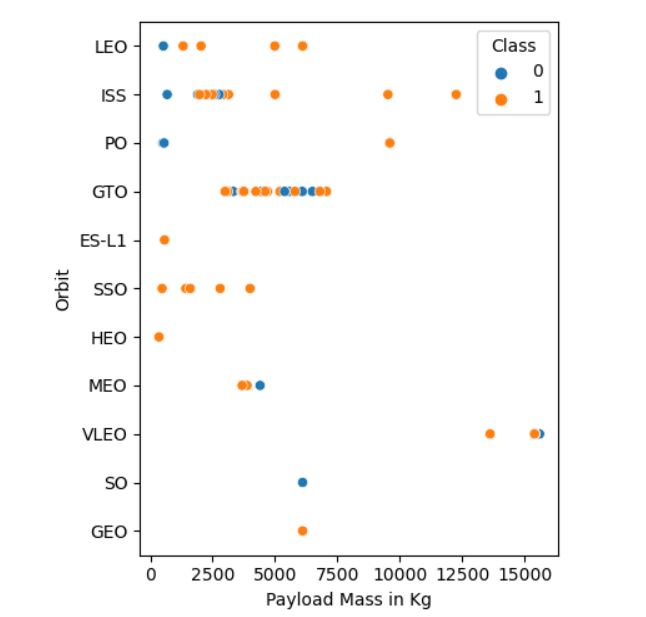 Class
0
1
LEO
ISS
PO
GTO
ES-L1
SSO
HEO
MEO
VLEO
SO
GEO
Orbit
0 2500 5000 7500 10000 12500 15000
Payload Mass in Kg